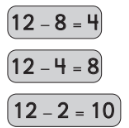 12 – 8 = 4
12 – 4 = 8
12 – 2 = 10